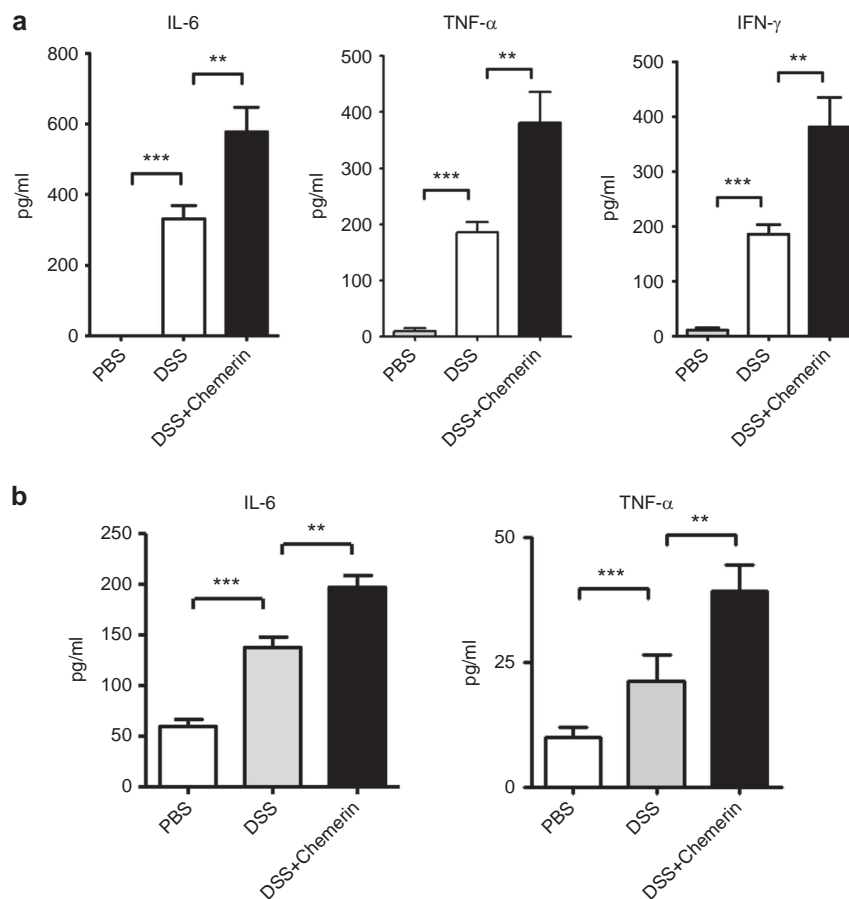 a
IL-6
pg/ml
800
600
400
200
0
***
**
PBS
DSS
DSS+Chemerin
TNF-α
pg/ml
500
400
300
200
100
0
***
**
PBS
DSS
DSS+Chemerin
IFN-γ
pg/ml
500
400
300
200
100
0
***
**
PBS
DSS
DSS+Chemerin
b
IL-6
pg/ml
250
200
150
100
50
0
***
**
PBS
DSS
DSS+Chemerin
TNF-α
pg/ml
50
25
0
***
**
PBS
DSS
DSS+Chemerin